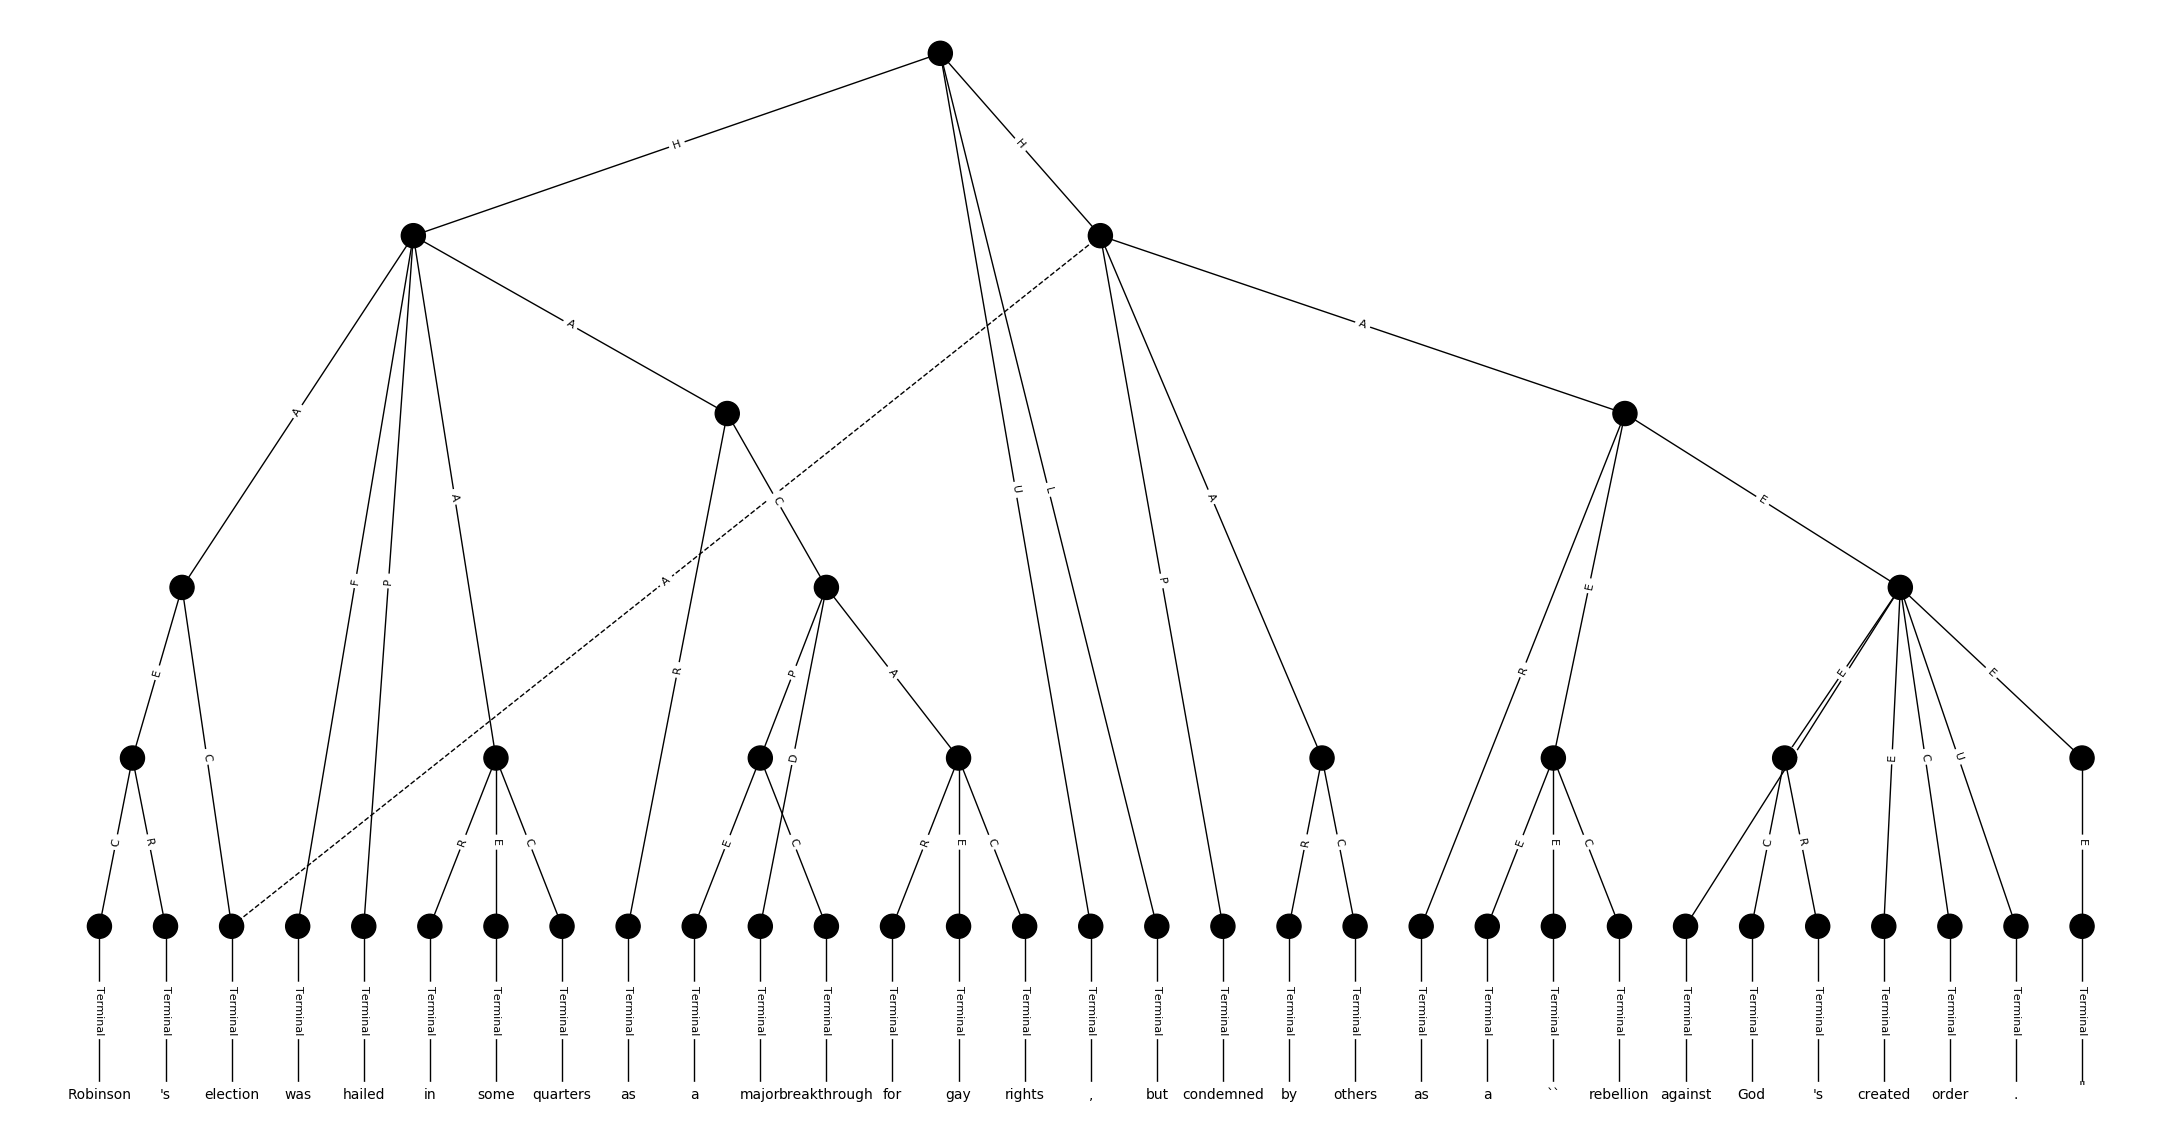 H H
A A
A
A C U L A E
F P A P
E R P A R E E E
C D E C U
C R R E C E C R E C R C E E C C R E
Terminal Terminal Terminal Terminal Terminal Terminal Terminal Terminal Terminal Terminal Terminal Terminal Terminal Terminal Terminal Terminal Terminal Terminal Terminal Terminal Terminal Terminal Terminal Terminal Terminal Terminal Terminal Terminal Terminal Terminal Terminal
Robinson 's election was hailed in some quarters as a major breakthrough for gay rights , but condemned by others as a `` rebellion against God 's created order . "